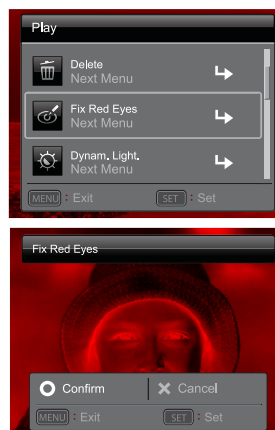 Play
Delete
Next Menu
Fix Red Eyes
Next Menu
Dynam. Light.
Next Menu
MENU : Exit SET : Set
Fix Red Eyes
Confirm Cancel
MENU : Exit SET : Set